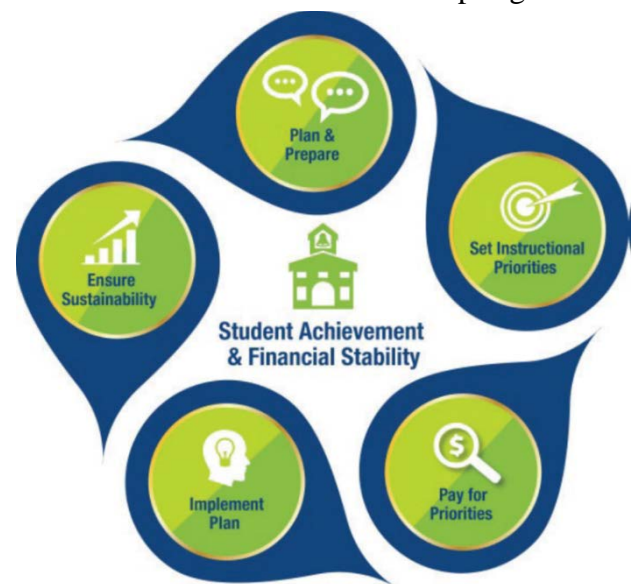 Plan &
Prepare
Set Instructional
Priorities
Pay for
Priorities
Implement
Plan
Ensure
Sustainability
Student Achievement
& Financial Stability